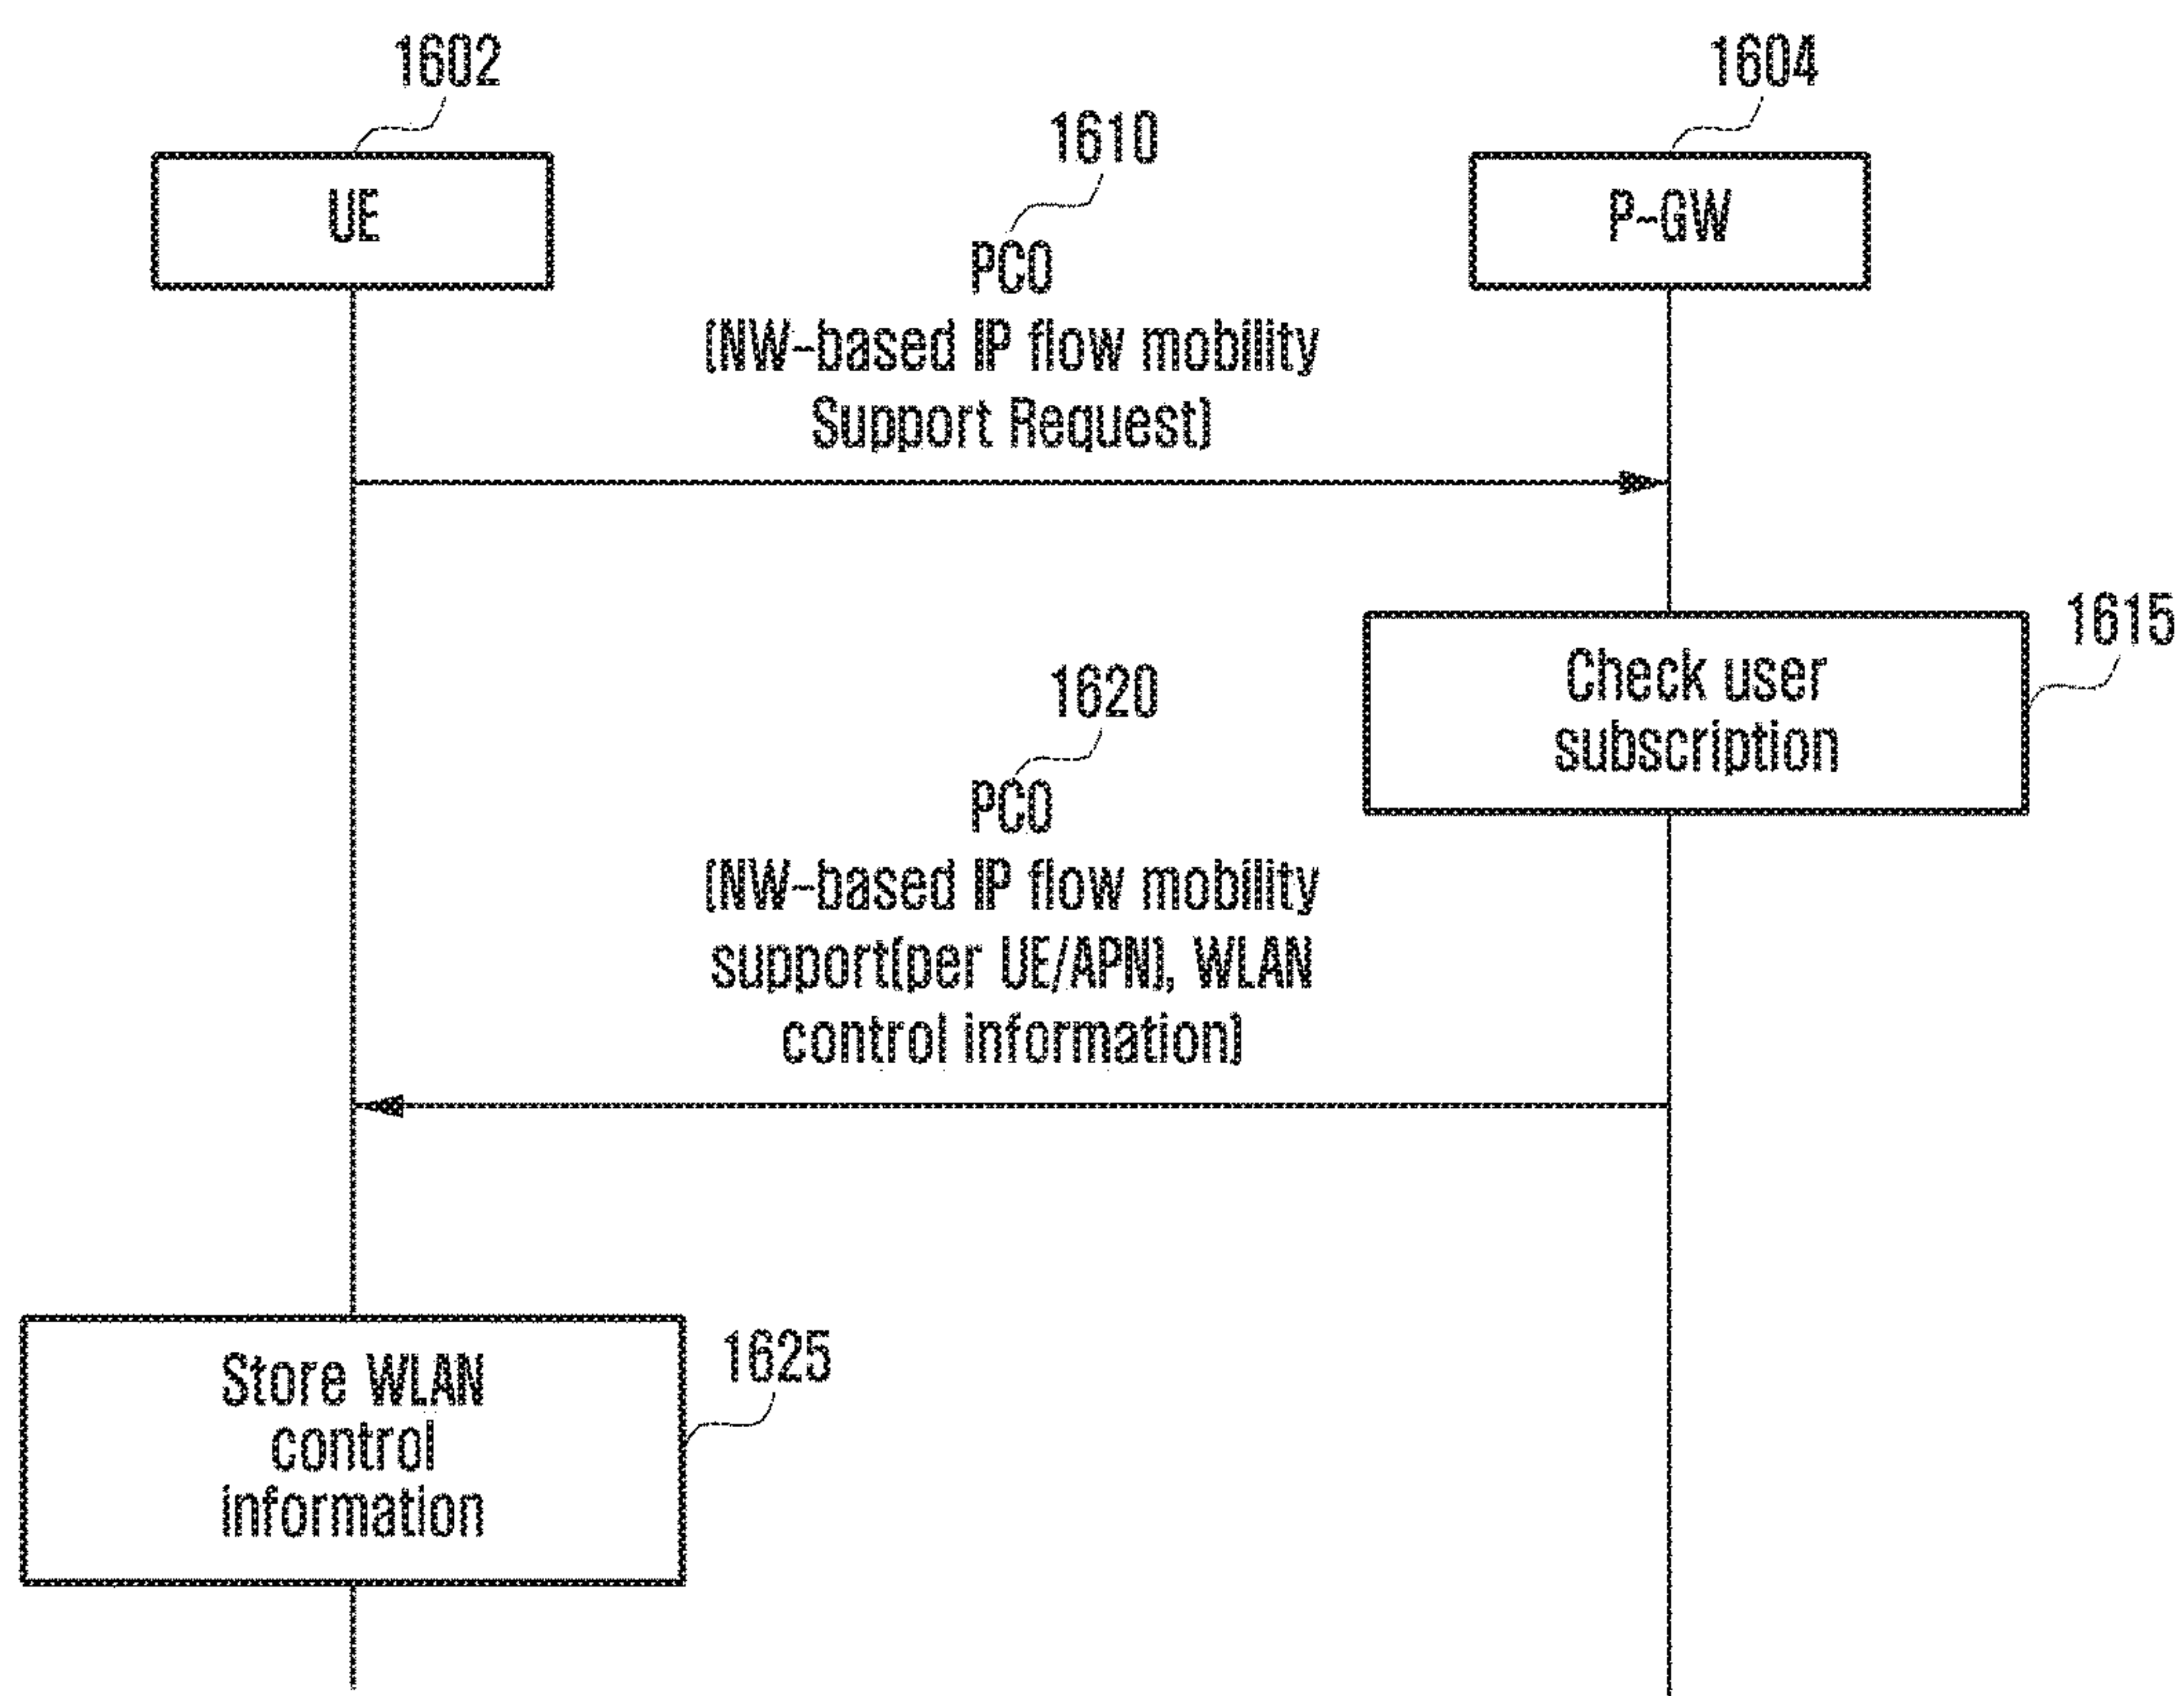 1602
1604
1610
UE
P-GW
PCO
(NW-based IP flow mobility
Support Request)
1615
Check user
subscription
1620
PCO
(NW-based IP flow mobility
support(per UE/APN), WLAN
control information)
1625
Store WLAN
control
information